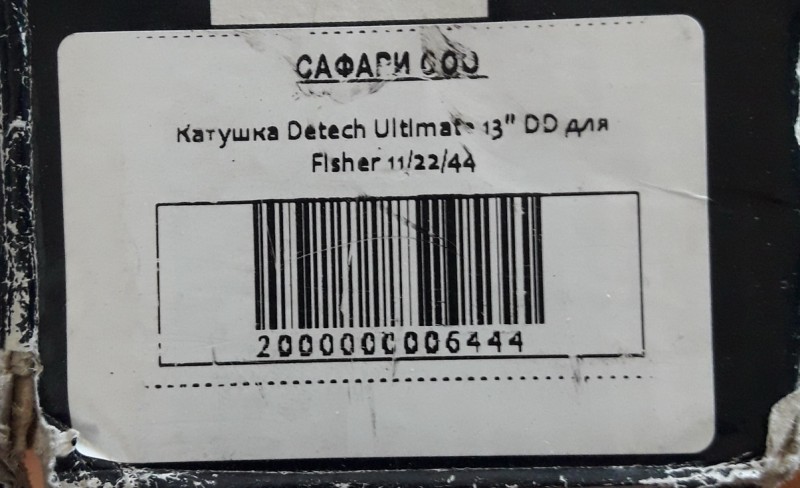 САФАРИ ООО
Катушка Detech Ultimate 13" DD для
Fisher 11/22/44
2000000006444